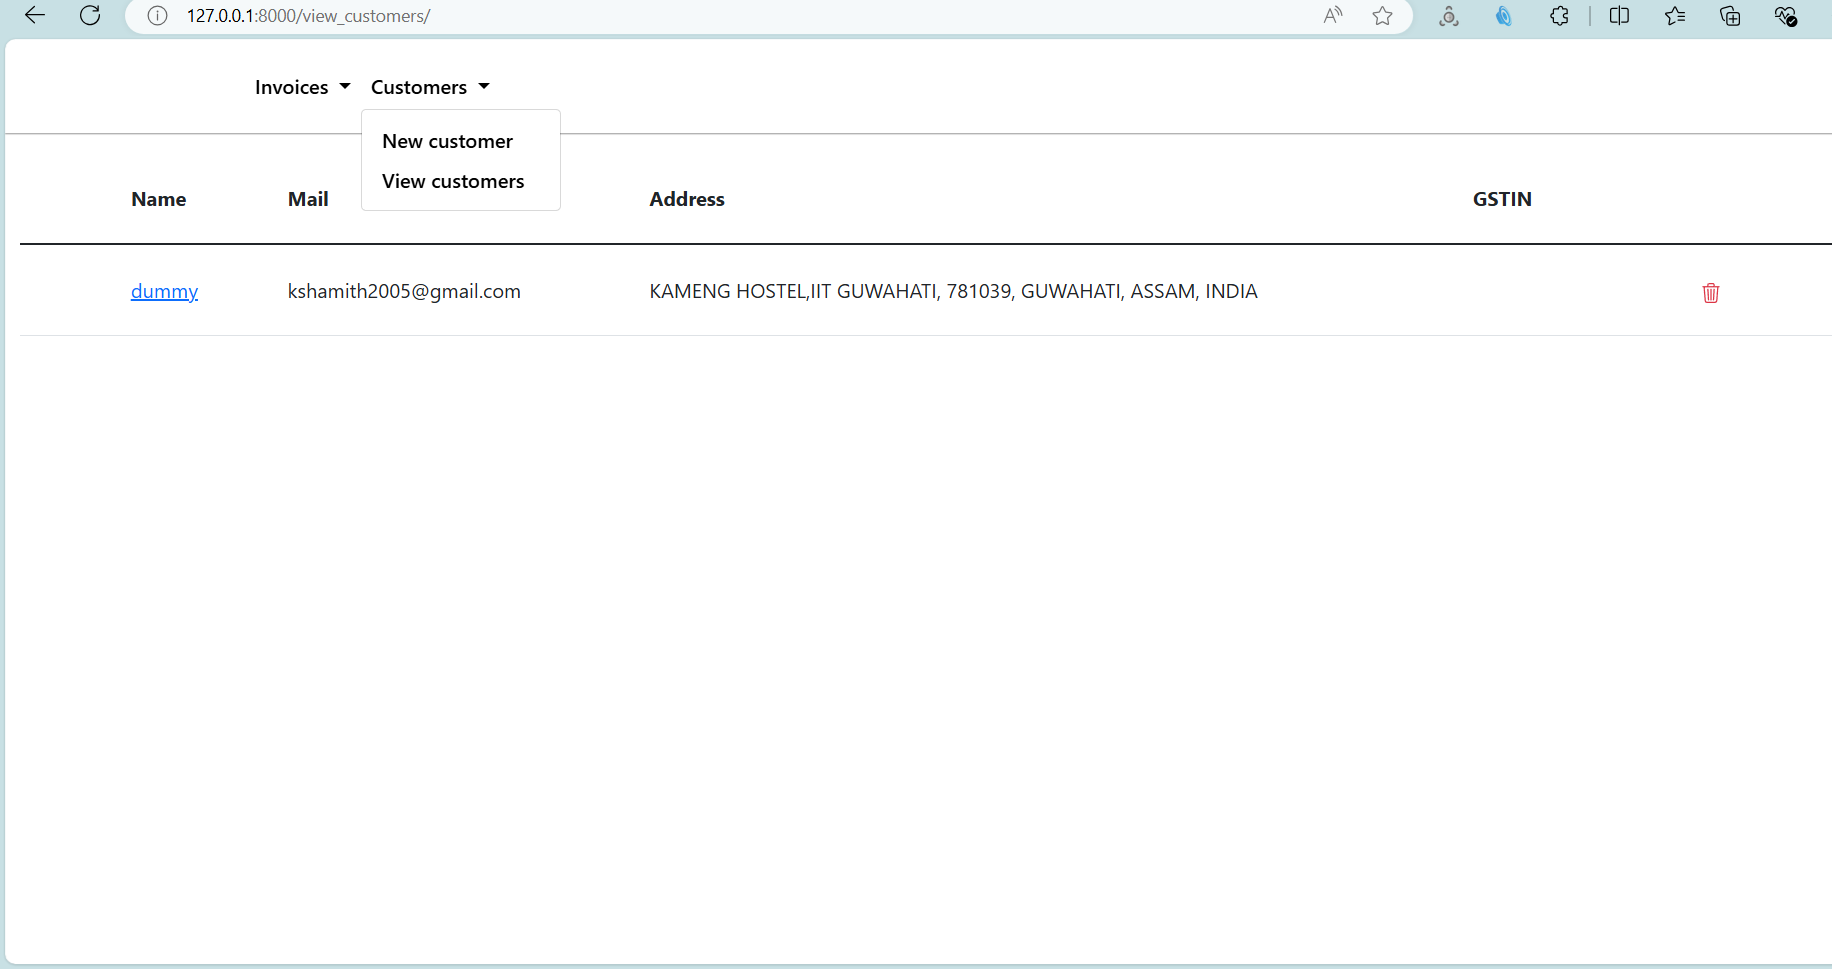 127.0.0.1:8000/view_customers/
Invoices Customers
New customer
View customers
Name Mail Address GSTIN
dummy kshamith2005@gmail.com KAMENG HOSTEL,IIT GUWAHATI, 781039, GUWAHATI, ASSAM, INDIA